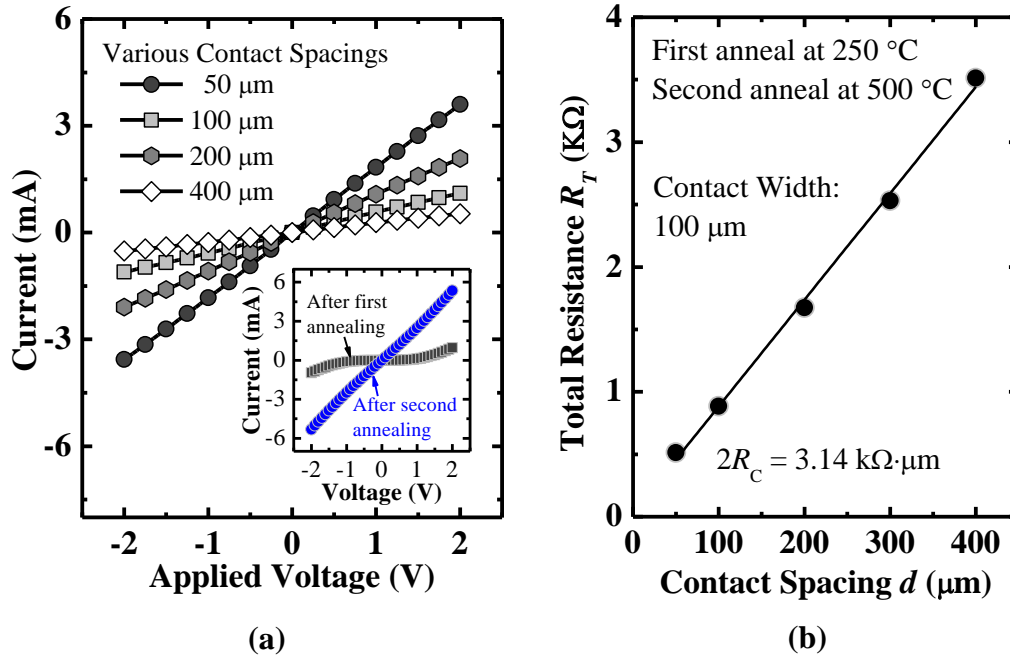 6
3
0
-3
-6
Current (mA)
Various Contact Spacings
50 μm
100 μm
200 μm
400 μm
6
3
0
-3
-6
Current (mA)
After first
annealing
After second
annealing
-2 -1 0 1 2
Voltage (V)
-2 -1 0 1 2
Applied Voltage (V)
(a)
4
3
2
1
0
Total Resistance R_T (KΩ)
First anneal at 250 °C
Second anneal at 500 °C
Contact Width:
100 μm
2R_C = 3.14 kΩ·μm
0 100 200 300 400
Contact Spacing d (μm)
(b)